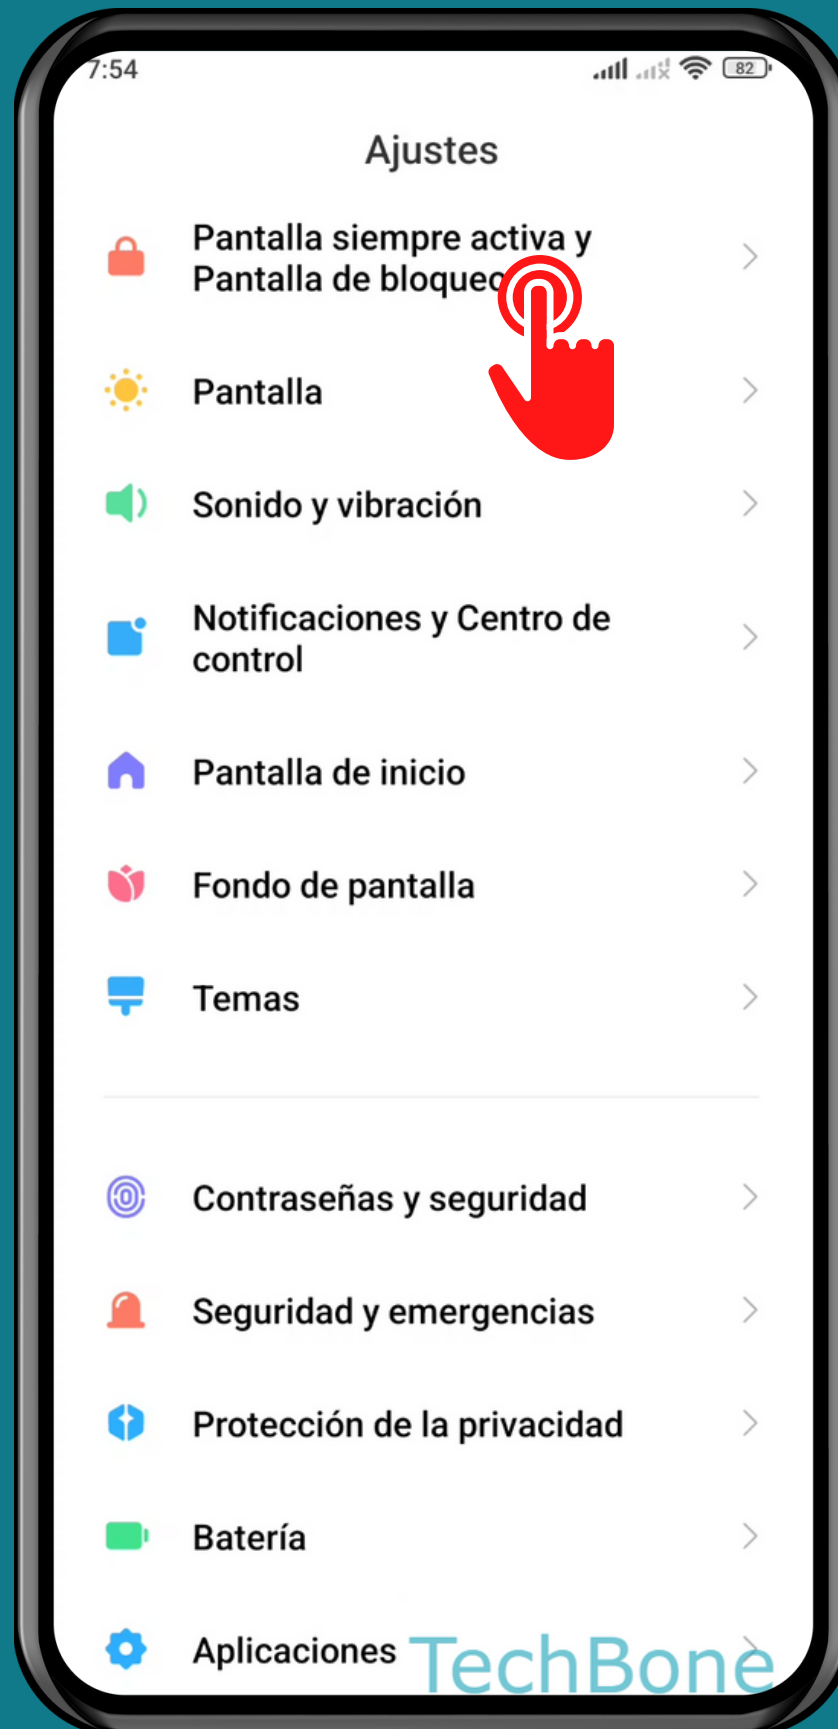 7:54
82
Ajustes
Pantalla siempre activa y
Pantalla de bloqueo
Pantalla
Sonido y vibración
Notificaciones y Centro de
control
Pantalla de inicio
Fondo de pantalla
Temas
Contraseñas y seguridad
Seguridad y emergencias
Protección de la privacidad
Batería
Aplicaciones
TechBone